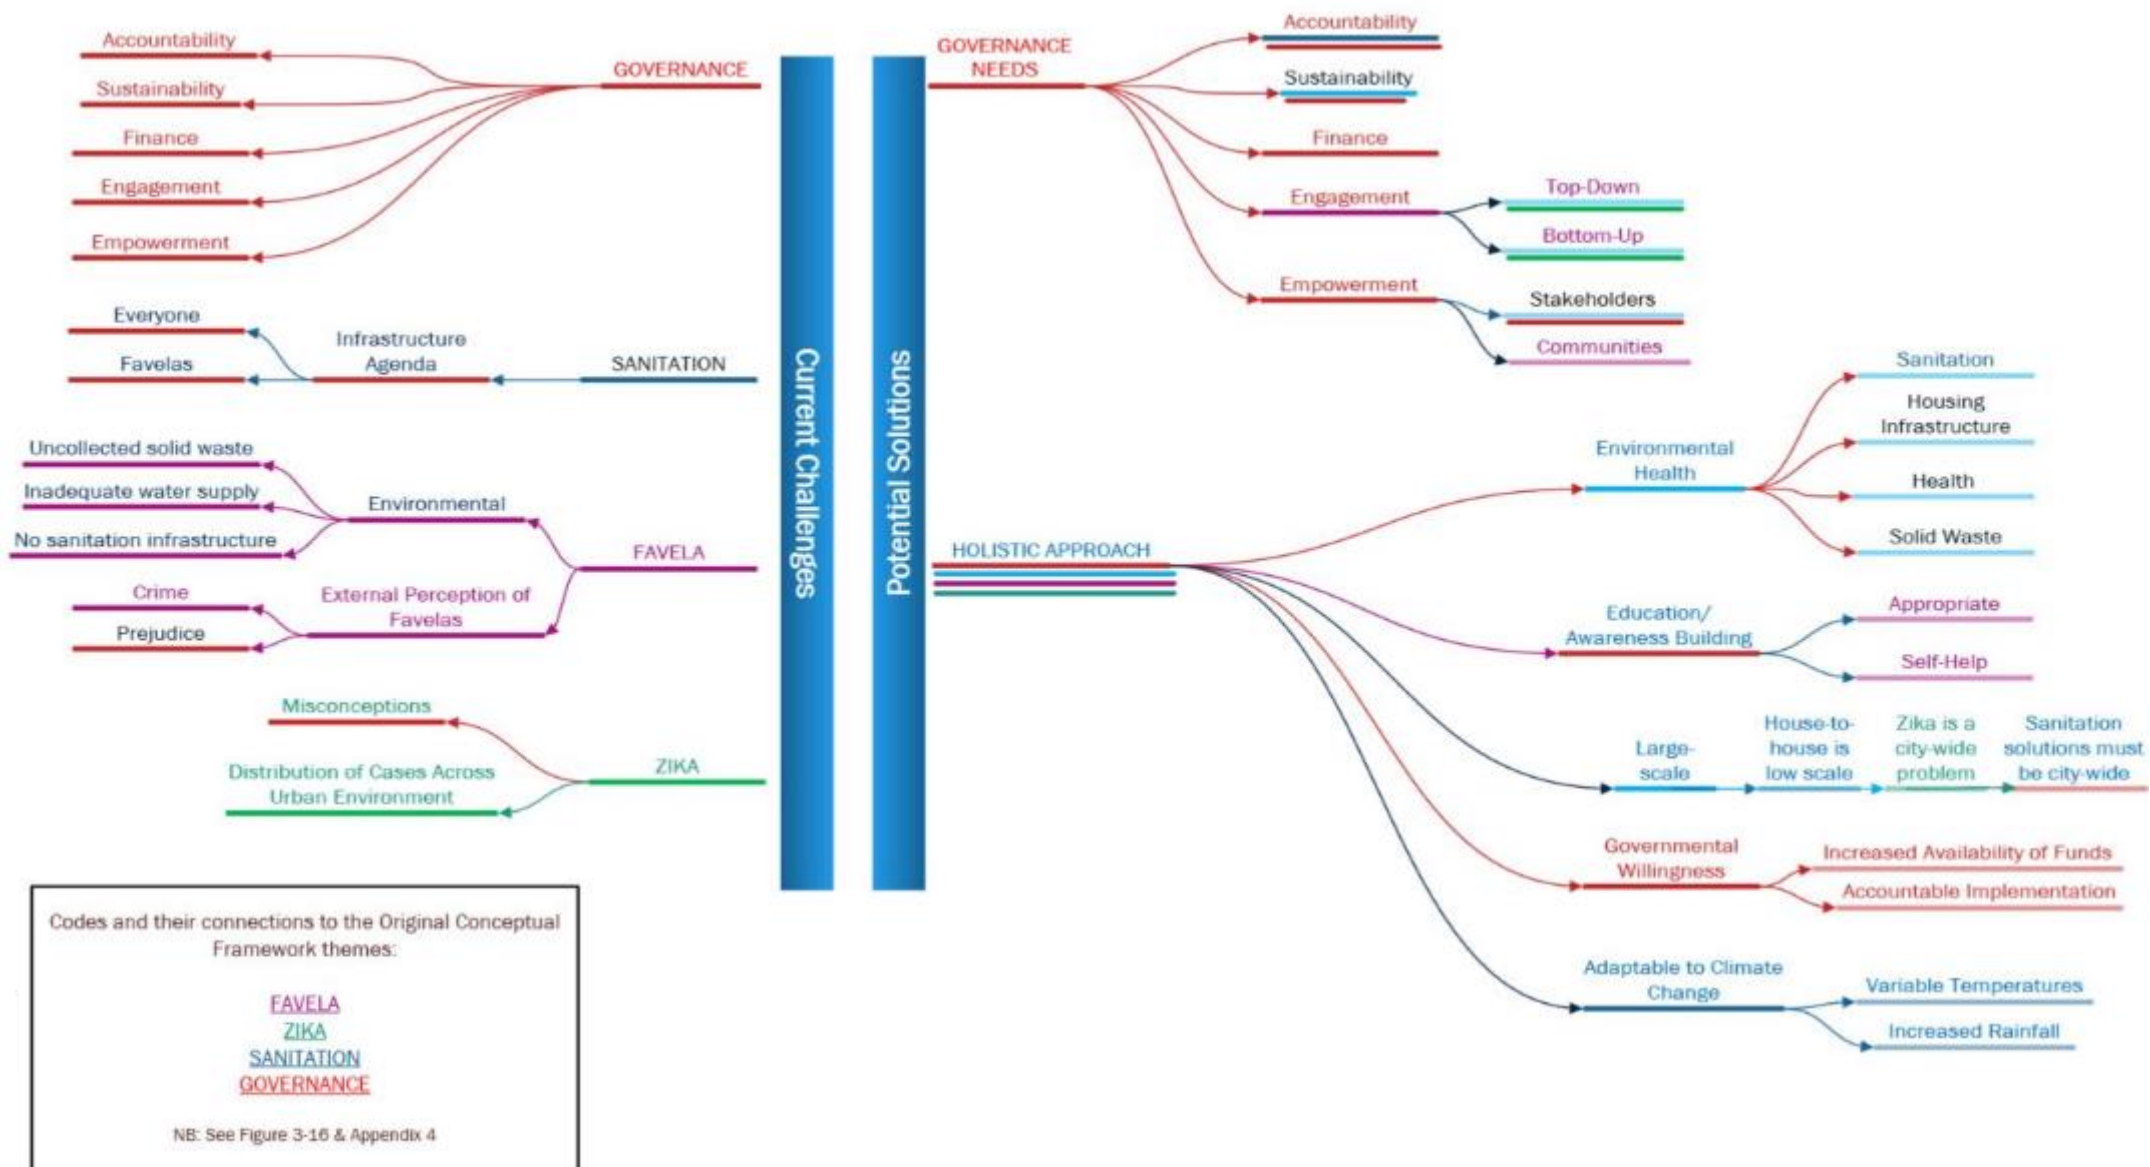 Accountability
Sustainability
Finance
Engagement
Empowerment
GOVERNANCE
Everyone
Favelas
Infrastructure
Agenda
SANITATION
Uncollected solid waste
Inadequate water supply
No sanitation infrastructure
Environmental
Crime
Prejudice
External Perception of
Favelas
FAVELA
Misconceptions
Distribution of Cases Across
Urban Environment
ZIKA
Current Challenges
Potential Solutions
GOVERNANCE
NEEDS
Accountability
Sustainability
Finance
Engagement
Top-Down
Bottom-Up
Empowerment
Stakeholders
Communities
HOLISTIC APPROACH
Environmental
Health
Sanitation
Housing
Infrastructure
Health
Solid Waste
Education/
Awareness Building
Appropriate
Self-Help
Large-
scale
House-to-
house is
low scale
Zika is a
city-wide
problem
Sanitation
solutions must
be city-wide
Governmental
Willingness
Increased Availability of Funds
Accountable Implementation
Adaptable to Climate
Change
Variable Temperatures
Increased Rainfall
Codes and their connections to the Original Conceptual
Framework themes:
FAVELA
ZIKA
SANITATION
GOVERNANCE
NB: See Figure 3-16 & Appendix 4